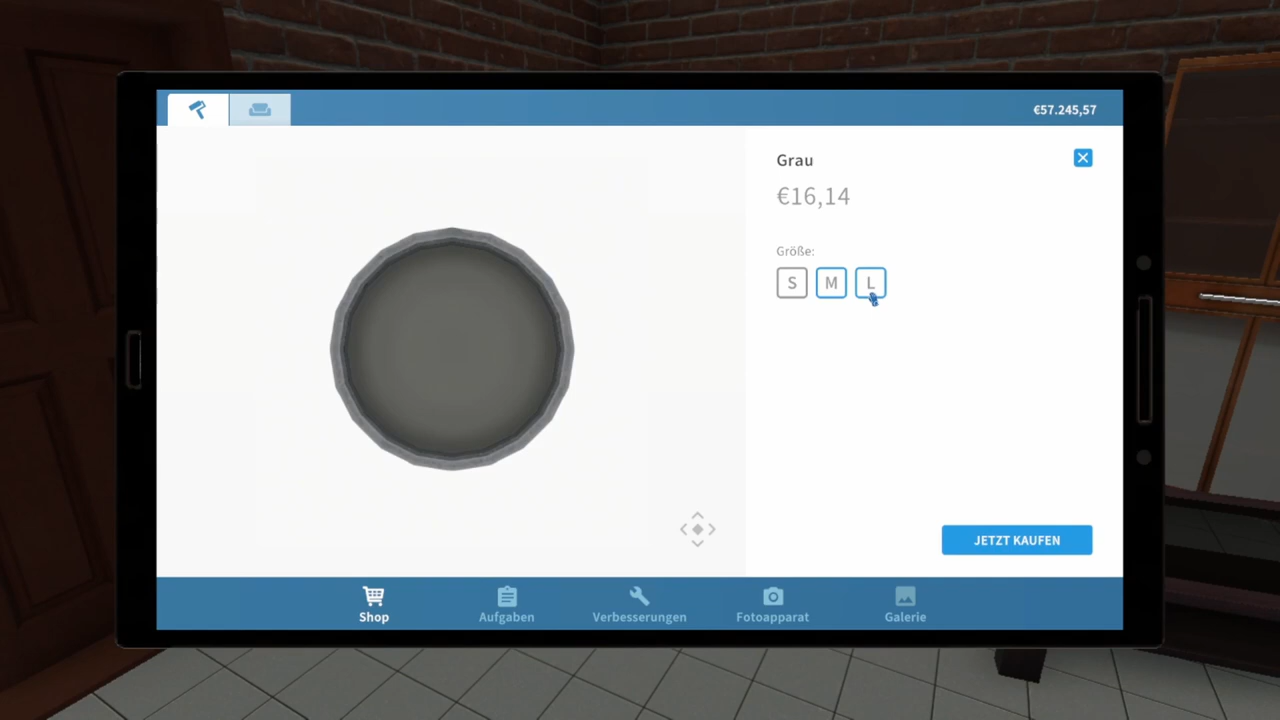 €57.245,57
Grau
€16,14
Größe:
S M L
JETZT KAUFEN
Shop Aufgaben Verbesserungen Fotoapparat Galerie